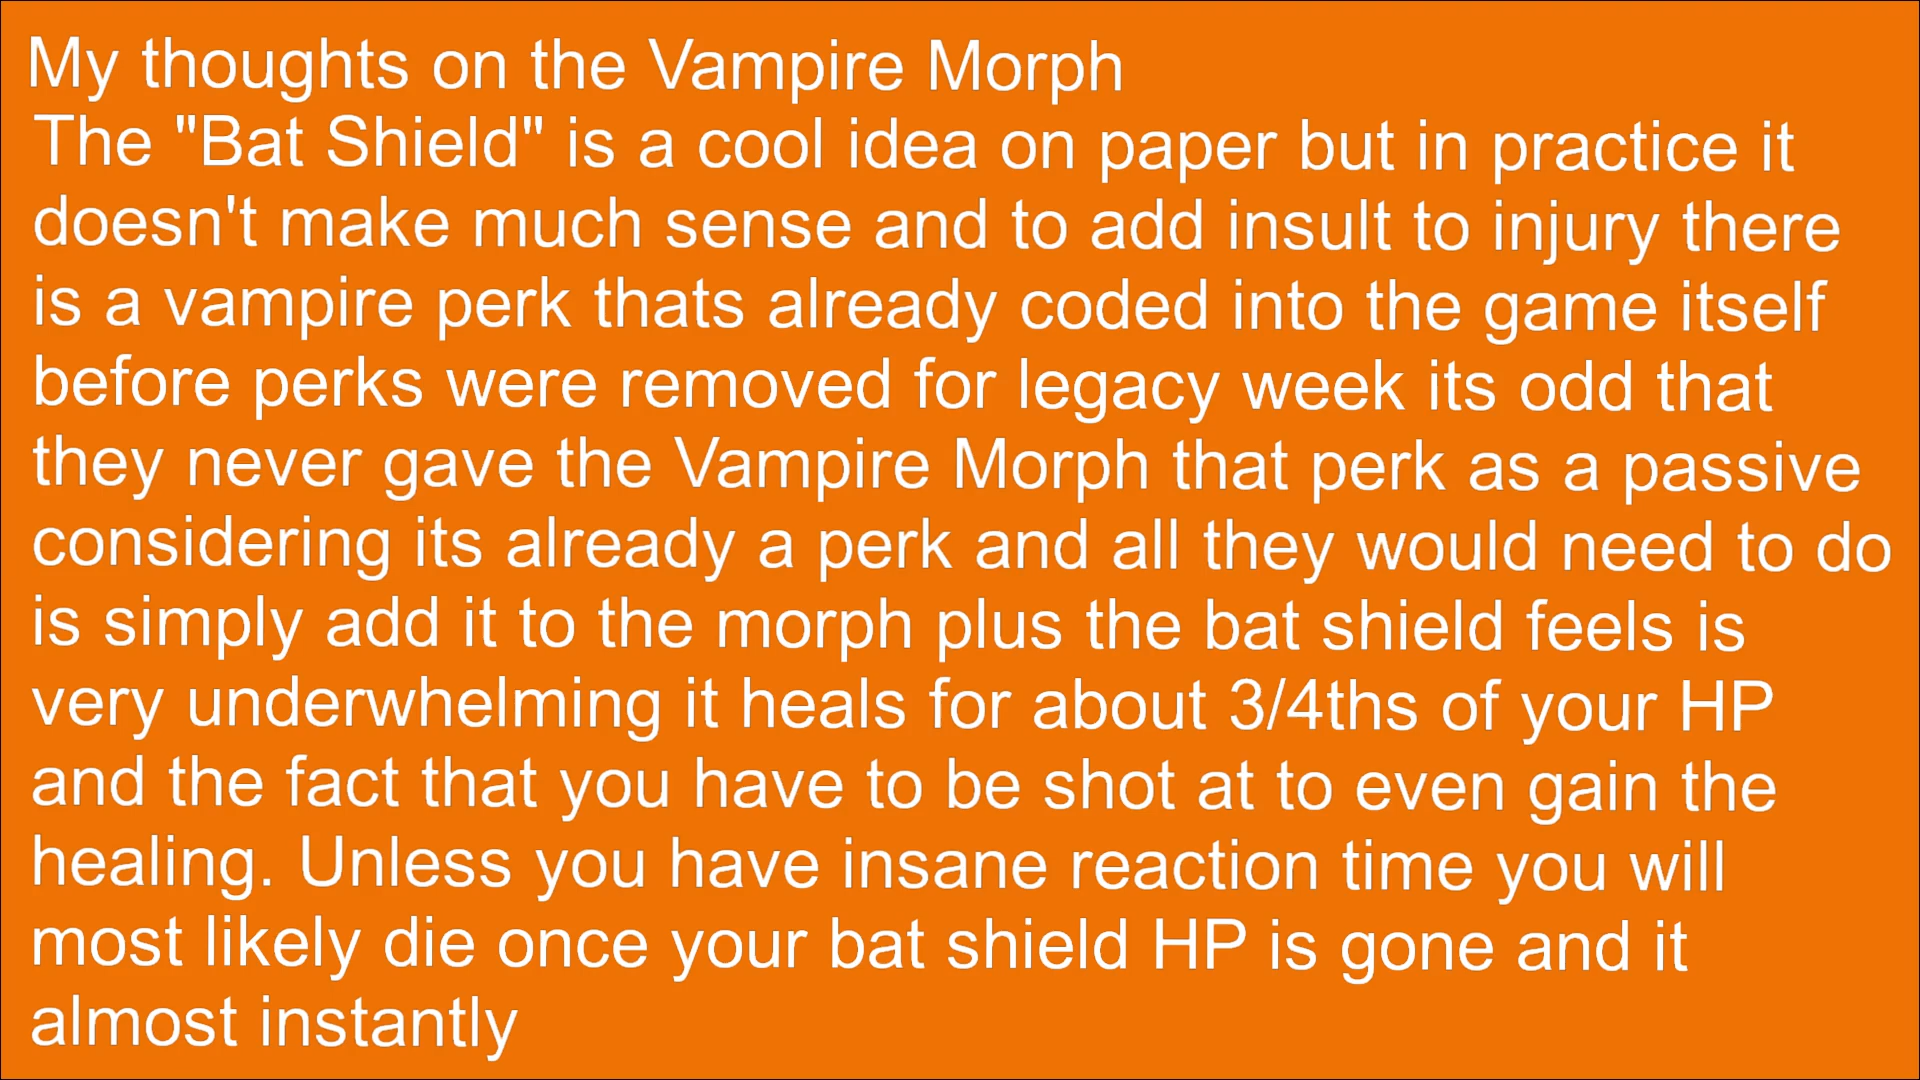 My thoughts on the Vampire Morph
The "Bat Shield" is a cool idea on paper but in practice it
doesn't make much sense and to add insult to injury there
is a vampire perk thats already coded into the game itself
before perks were removed for legacy week its odd that
they never gave the Vampire Morph that perk as a passive
considering its already a perk and all they would need to do
is simply add it to the morph plus the bat shield feels is
very underwhelming it heals for about 3/4ths of your HP
and the fact that you have to be shot at to even gain the
healing. Unless you have insane reaction time you will
most likely die once your bat shield HP is gone and it
almost instantly